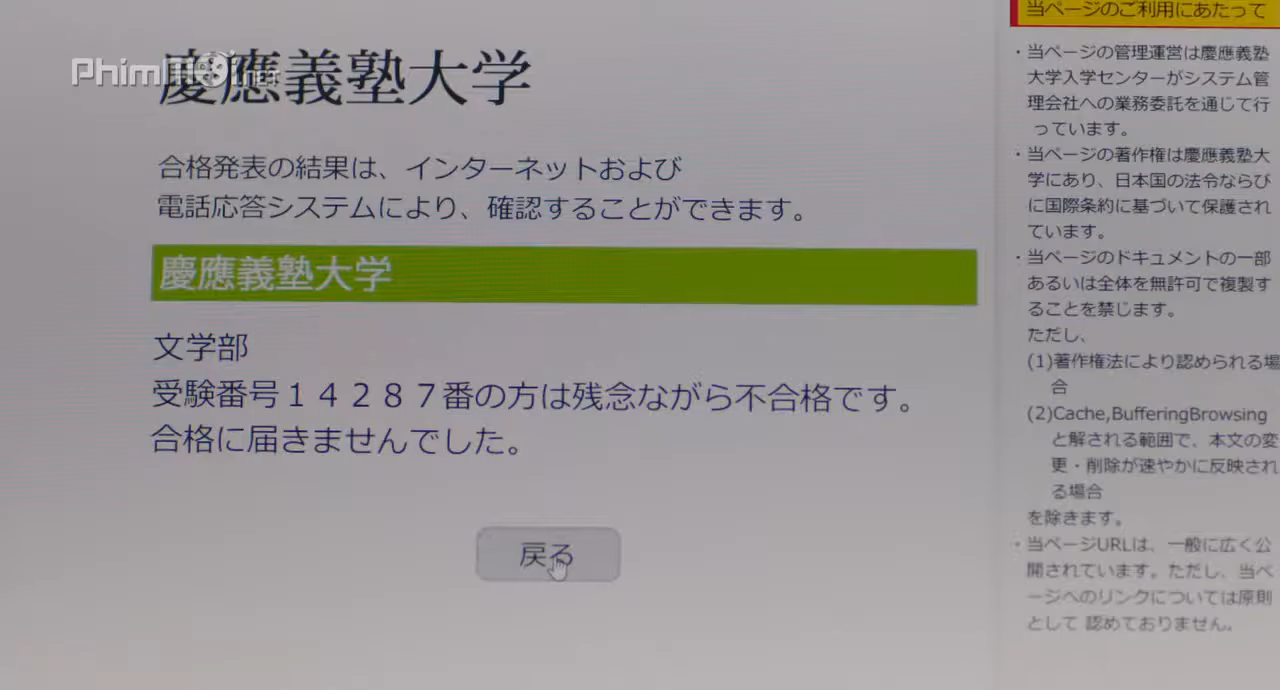 慶應義塾大学
合格発表の結果は、インターネットおよび
電話応答システムにより、確認することができます。
慶應義塾大学
文学部
受験番号１４２８７番の方は残念ながら不合格です。
合格に届きませんでした。
戻る
当ページのご利用にあたって
・当ページの管理運営は慶應義塾
大学入学センターがシステム管
理会社への業務委託を通じて行
っています。
・当ページの著作権は慶應義塾大
学にあり、日本国の法令ならび
に国際条約に基づいて保護され
ています。
・当ページのドキュメントの一部
あるいは全体を無許可で複製す
ることを禁じます。
ただし、
(1)著作権法により認められる場
合
(2)Cache,BufferingBrowsing
と解される範囲で、本文の変
更・削除が速やかに反映され
る場合
を除きます。
・当ページURLは、一般に広く公
開されています。ただし、当ペ
ージへのリンクについては原則
として 認めておりません。